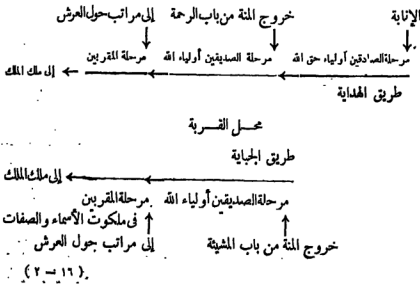 الإنابة خروج المنة من باب الرحمة إلى مراتب حول العرش
مرحلة الصادقين أولياء حق الله مرحلة الصديقين أولياء الله مرحلة المقربين إلى ملك الملك
طريق الهداية
محل القربة
طريق الجباية
إلى ملك الملك
مرحلة الصديقين أولياء الله مرحلة المقربين
فى ملكوت الأسماء والصفات
خروج المنة من باب المشيئة إلى مراتب حول العرش
(١٦ - ٢)